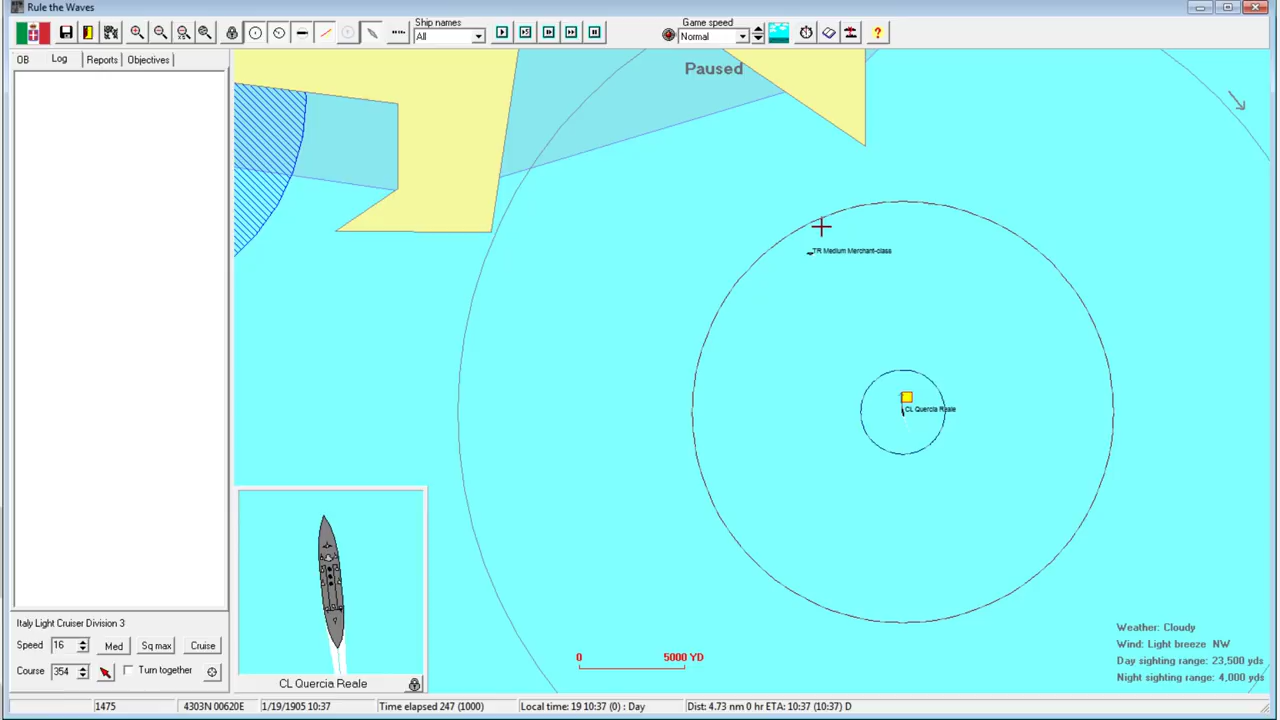 Rule the Waves
Ship names
All
Game speed
Normal
?
OB
Log
Reports
Objectives
Paused
TR Medium Merchant-class
CL Quercia Reale
Italy Light Cruiser Division 3
Speed 16 Med Sq max Cruise
Course 354 Turn together
CL Quercia Reale
0 5000 YD
Weather: Cloudy
Wind: Light breeze NW
Day sighting range: 23,500 yds
Night sighting range: 4,000 yds
1475 4303N 00620E 1/19/1905 10:37 Time elapsed 247 (1000) Local time: 19 10:37 (0) : Day Dist: 4.73 nm 0 hr ETA: 10:37 (10:37) D